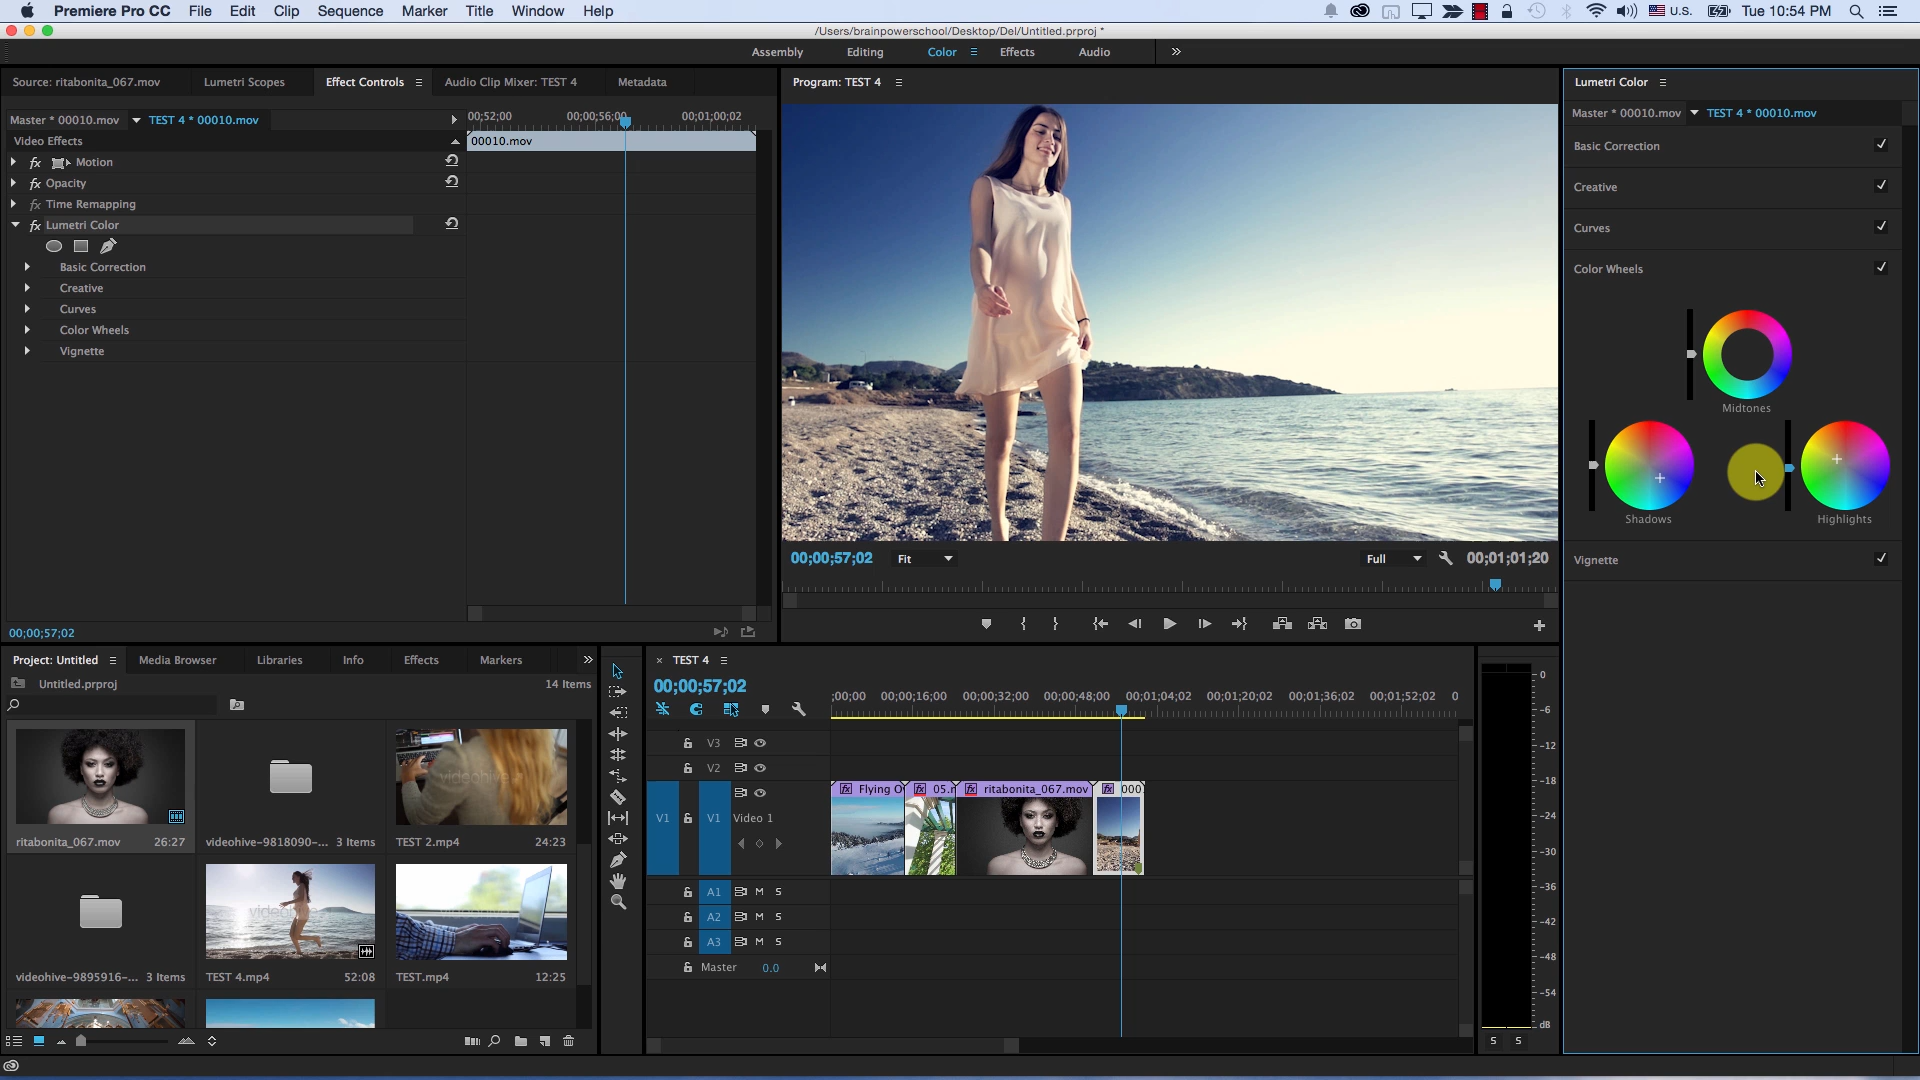 Premiere Pro CC File Edit Clip Sequence Marker Title Window Help U.S. Tue 10:54 PM
/Users/brainpowerschool/Desktop/Del/Untitled.prproj *
Assembly Editing Color Effects Audio
Source: ritabonita_067.mov Lumetri Scopes Effect Controls Audio Clip Mixer: TEST 4 Metadata
Master * 00010.mov TEST 4 * 00010.mov
00;52;00 00;00;56;00 00;01;00;02
Video Effects
00010.mov
fx Motion
fx Opacity
fx Time Remapping
fx Lumetri Color
Basic Correction
Creative
Curves
Color Wheels
Vignette
00;00;57;02
Program: TEST 4
00;00;57;02 Fit Full 00;01;01;20
Lumetri Color
Master * 00010.mov TEST 4 * 00010.mov
Basic Correction
Creative
Curves
Color Wheels
Midtones
Shadows Highlights
Vignette
Project: Untitled Media Browser Libraries Info Effects Markers
Untitled.prproj 14 Items
ritabonita_067.mov 26:27
videohive-9818090-... 3 Items
videohive
TEST 2.mp4 24:23
videohive-9895916-... 3 Items
TEST 4.mp4 52:08
TEST.mp4 12:25
TEST 4
00;00;57;02
;00;00 00;00;16;00 00;00;32;00 00;00;48;00 00;01;04;02 00;01;20;02 00;01;36;02 00;01;52;02 0
V3
V2
Flying O 05.r ritabonita_067.mov 000
V1 V1 Video 1
A1 M S
A2 M S
A3 M S
Master 0.0
0
-6
-12
-18
-24
-30
-36
-42
-48
-54
dB
S S